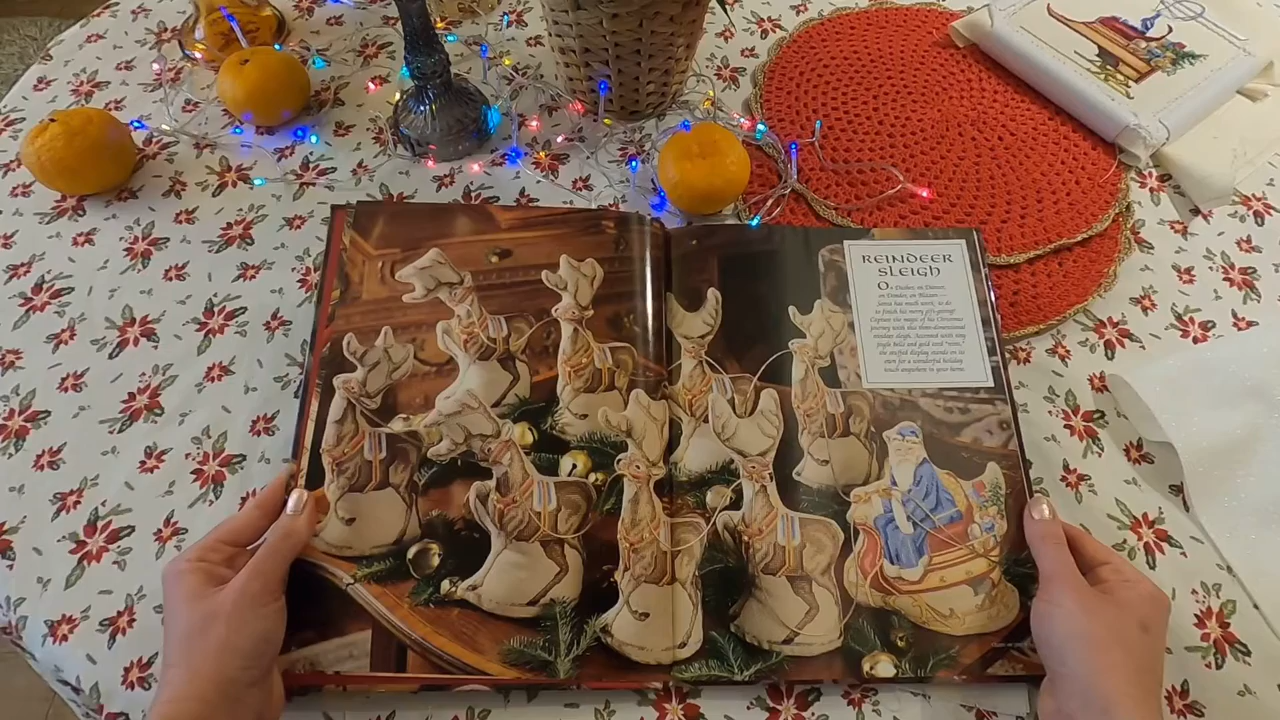 REINDEER
SLEIGH
On Dasher, on Dancer,
on Donder, on Blitzen —
Santa has much work to do
to finish his merry gift-giving!
Capture the magic of his Christmas
journey with this three-dimensional
reindeer sleigh. Accented with tiny
jingle bells and gold cord "reins,"
the stuffed display stands on its
own for a wonderful holiday
touch anywhere in your home.